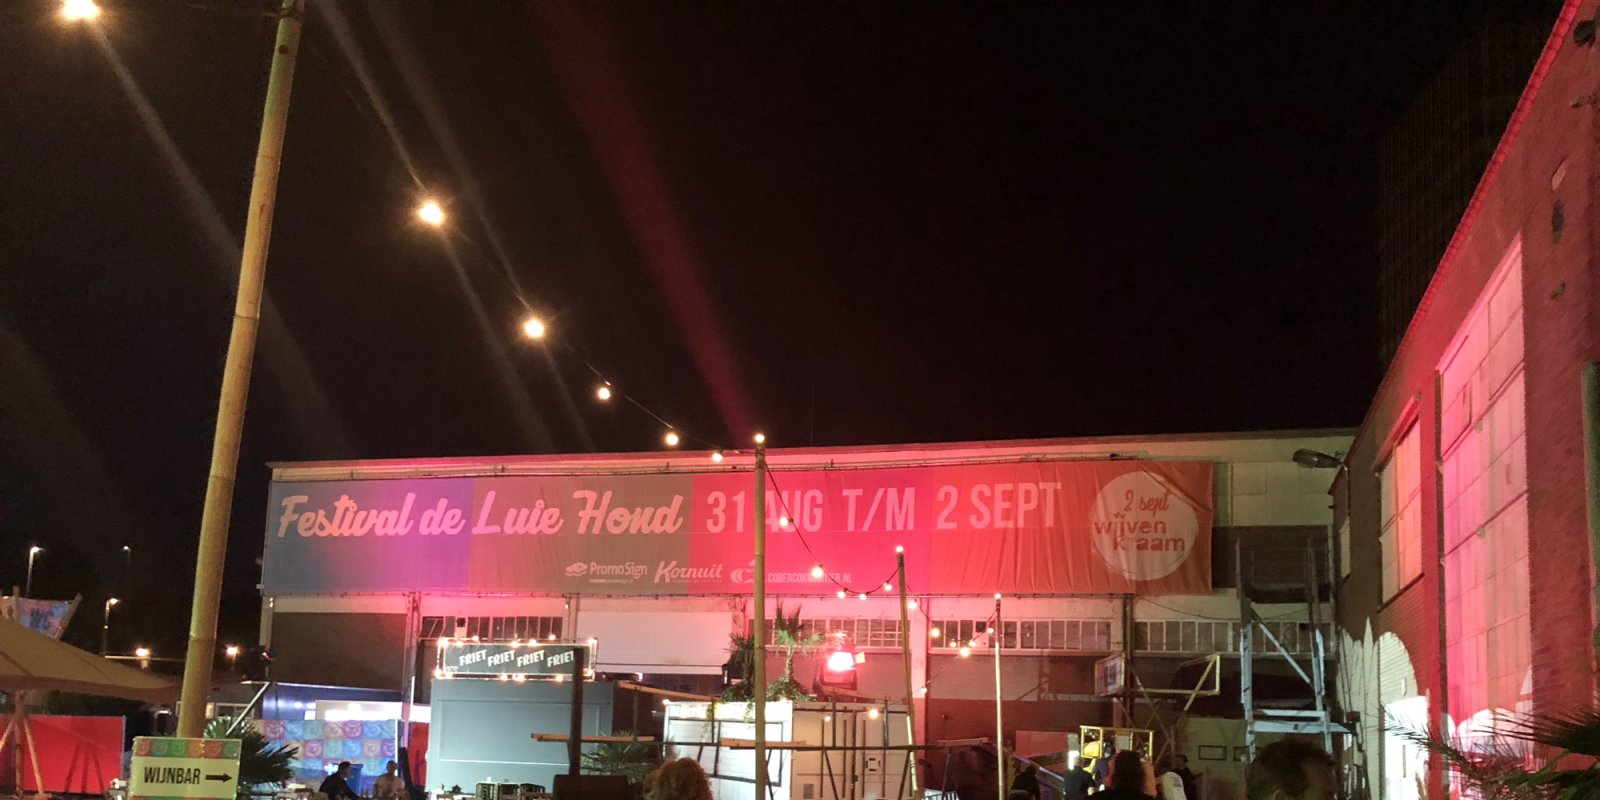 Festival de Luie Hond 31 AUG T/M 2 SEPT
2 sept
wijven
kraam
PromoSign
Kornuit
FRIET FRIET FRIET FRIET
WIJNBAR →